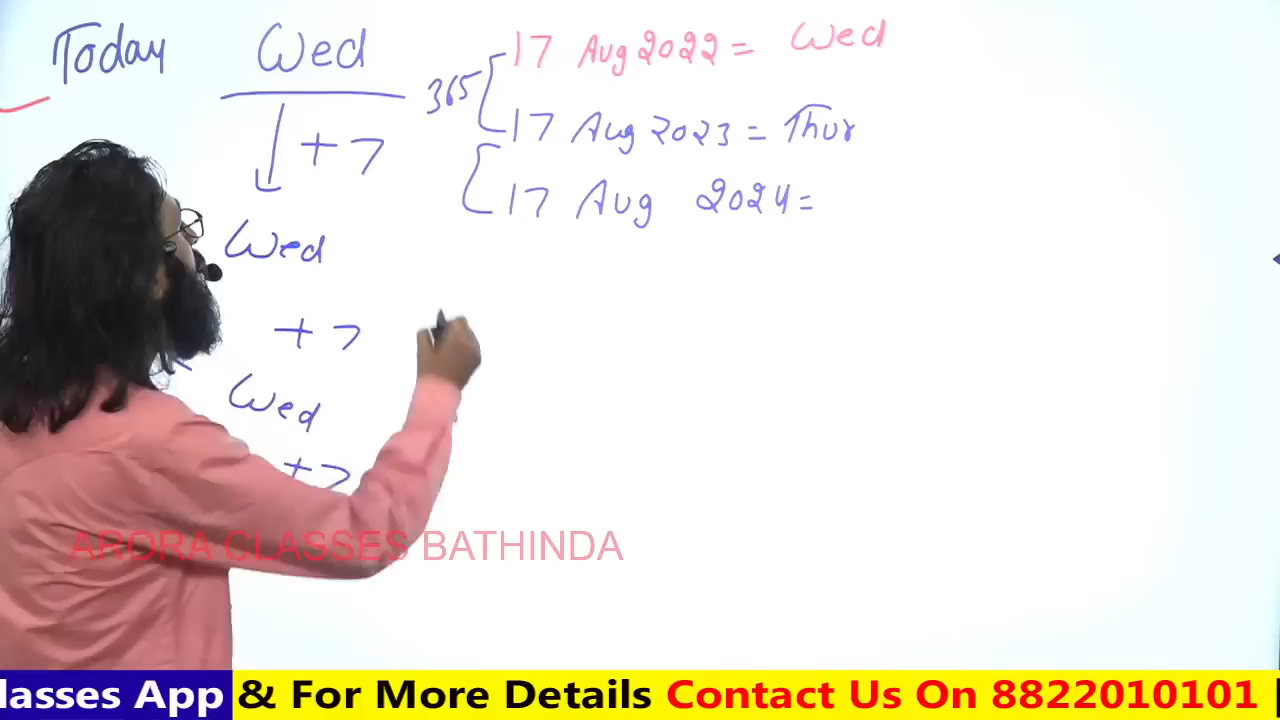 Today Wed
+7
Wed
+7
Wed
+7
17 Aug 2022 = Wed
365
17 Aug 2023 = Thur
17 Aug 2024 =
ARORA CLASSES BATHINDA
lasses App & For More Details Contact Us On 8822010101